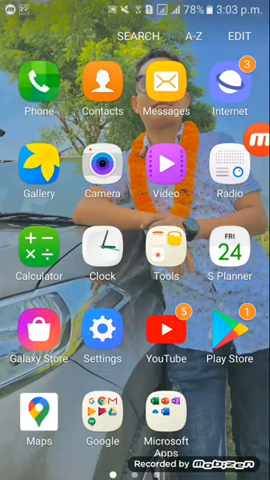 78% 3:03 p.m.
SEARCH A-Z EDIT
3
Phone Contacts Messages Internet
Gallery Camera Video Radio
FRI
24
Calculator Clock Tools S Planner
5 1
Galaxy Store Settings YouTube Play Store
Maps Google Microsoft Apps
Recorded by MOBIZEN